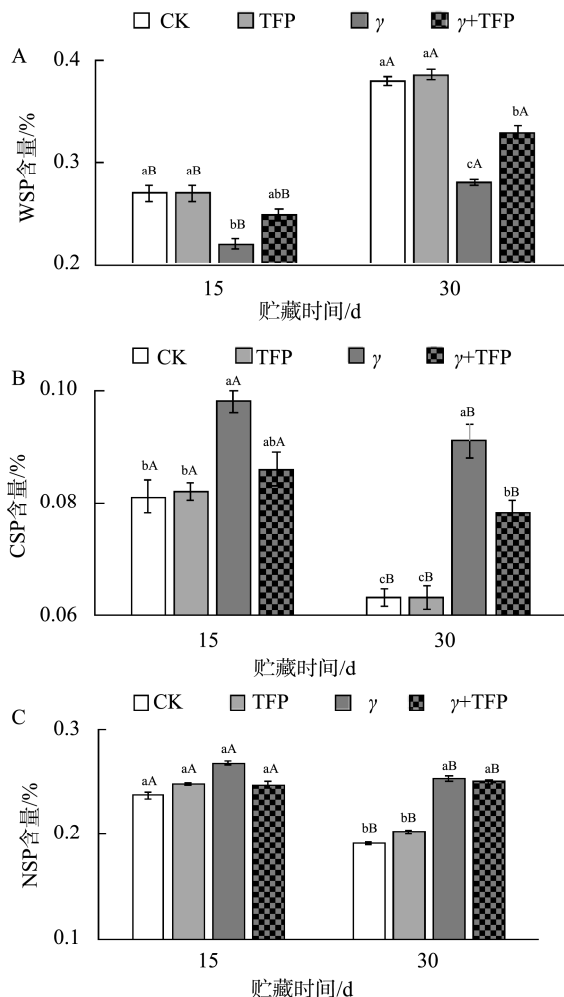 CK TFP γ γ+TFP
A
0.4
0.3
0.2
WSP含量/%
aB aB bB abB
aA aA cA bA
15 30
贮藏时间/d
CK TFP γ γ+TFP
B
0.10
0.08
0.06
CSP含量/%
bA bA aA abA
cB cB aB bB
15 30
贮藏时间/d
CK TFP γ γ+TFP
C
0.3
0.2
0.1
NSP含量/%
aA aA aA aA
bB bB aB aB
15 30
贮藏时间/d